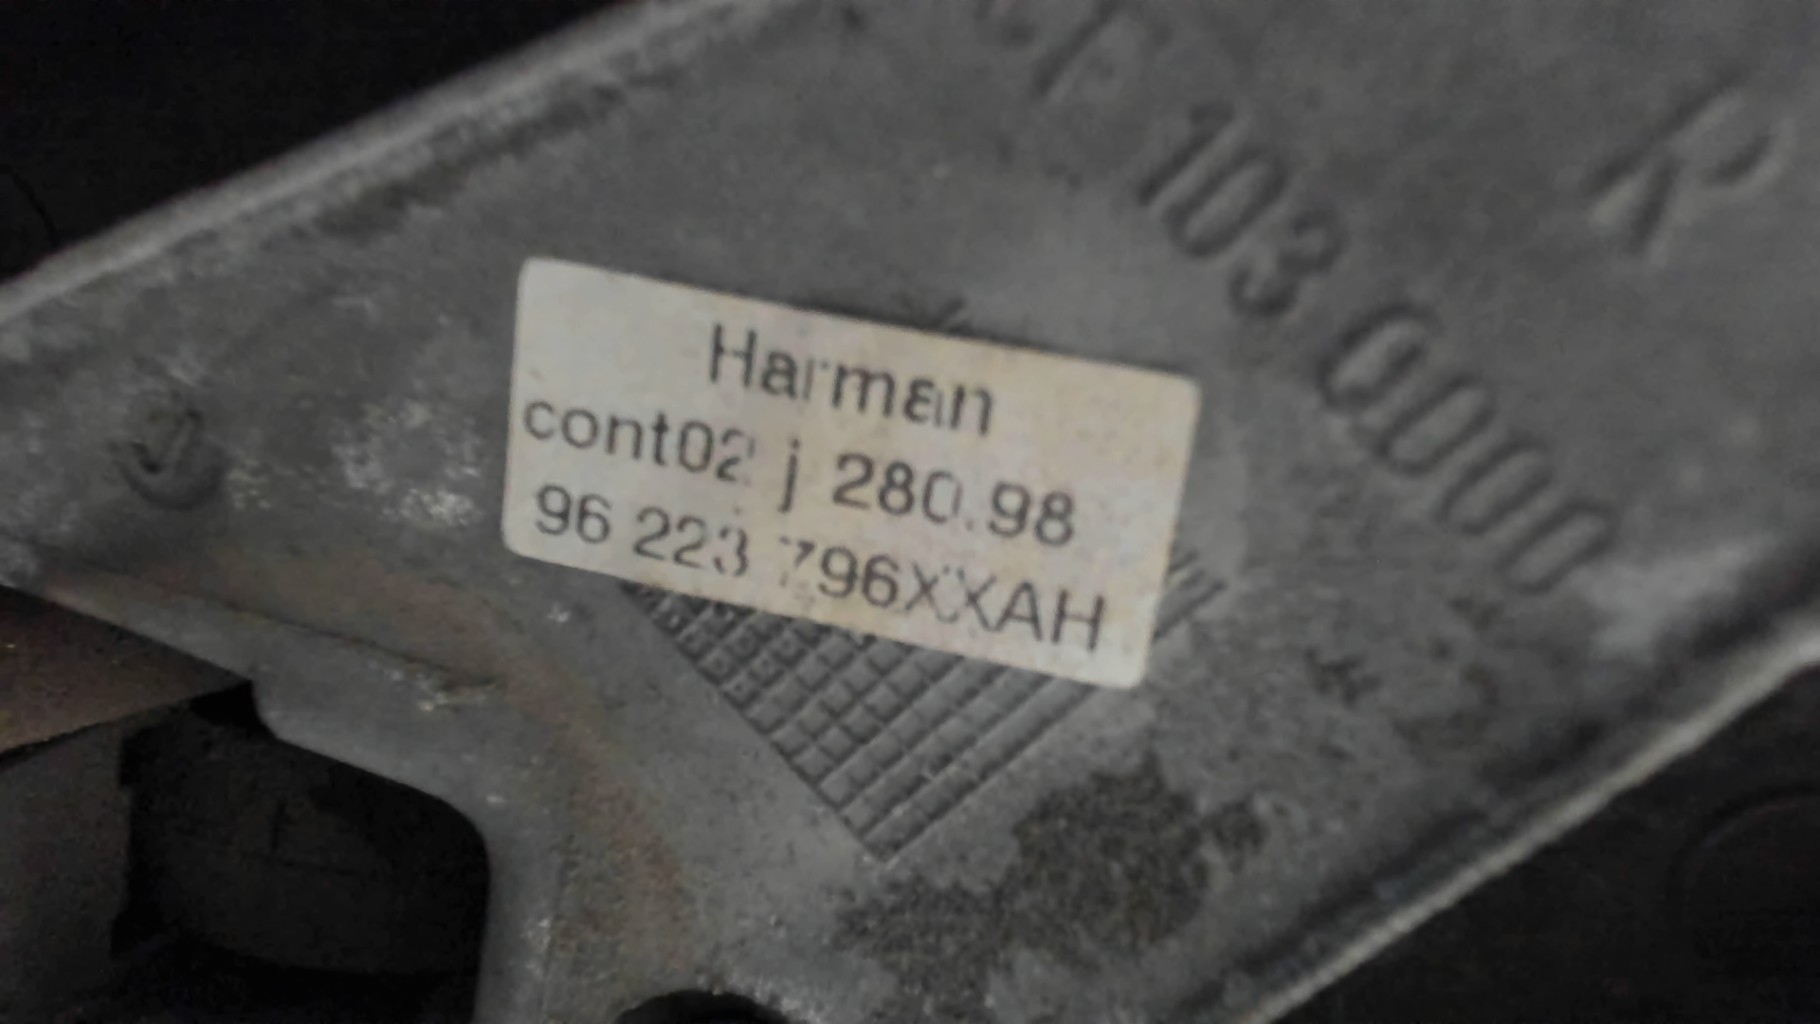 103 0000
R
Harman
cont02 j 280.98
96 223 796XXAH